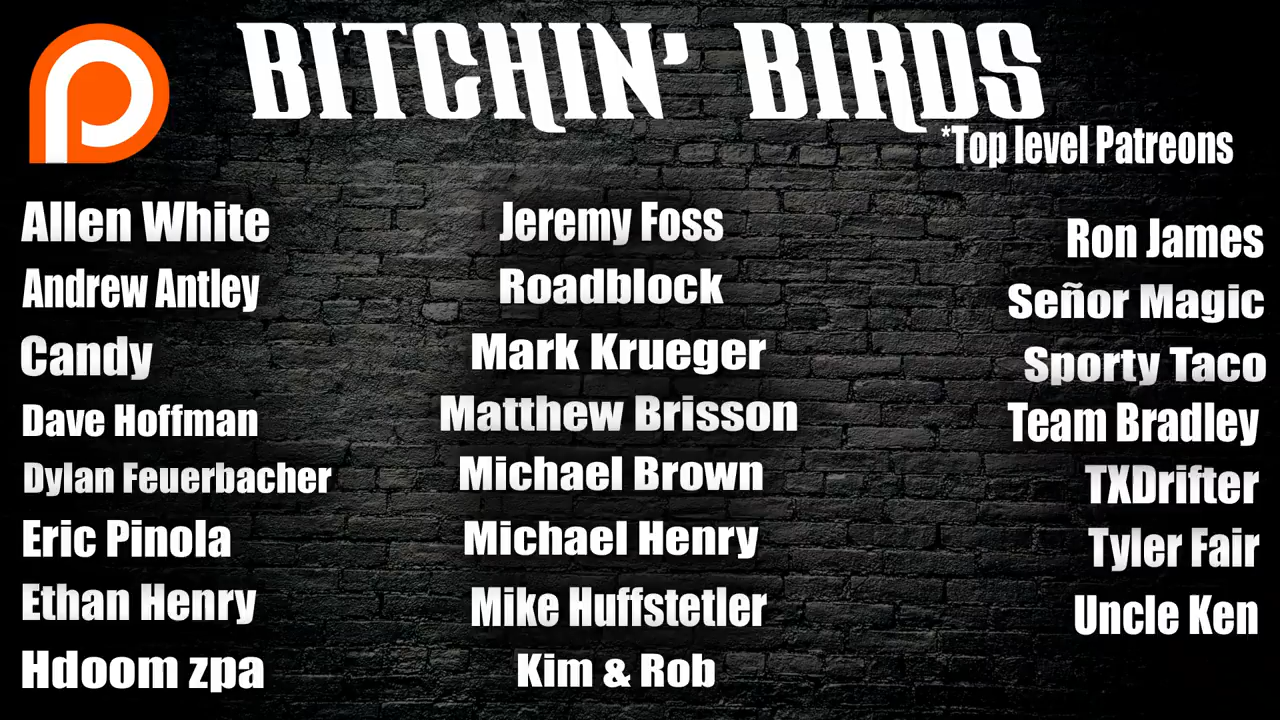 BITCHIN' BIRDS
*Top level Patreons
Allen White
Andrew Antley
Candy
Dave Hoffman
Dylan Feuerbacher
Eric Pinola
Ethan Henry
Hdoom zpa
Jeremy Foss
Roadblock
Mark Krueger
Matthew Brisson
Michael Brown
Michael Henry
Mike Huffstetler
Kim & Rob
Ron James
Señor Magic
Sporty Taco
Team Bradley
TXDrifter
Tyler Fair
Uncle Ken